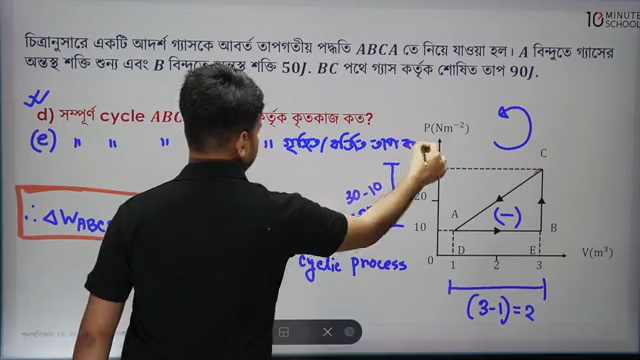 10 MINUTE SCHOOL
চিত্রানুসারে একটি আদর্শ গ্যাসকে আবর্ত তাপগতীয় পদ্ধতি ABCA তে নিয়ে যাওয়া হল। A বিন্দুতে গ্যাসের
অন্তস্থ শক্তি শুন্য এবং B বিন্দুতে অন্তস্থ শক্তি 50J. BC পথে গ্যাস কর্তৃক শোষিত তাপ 90J.
d) সম্পূর্ণ cycle ABC কর্তৃক কৃতকাজ কত?
(e) " " " " গৃহীত/বর্জিত তাপ
P(Nm⁻²)
C
30-10
20
A
(-)
10
B
∴ ΔW ABC
cyclic process
0
D
E
V(m³)
1 2 3
(3-1)=2